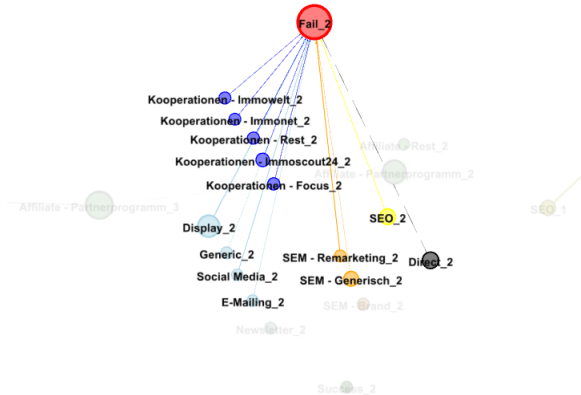 Fail_2
Kooperationen - Immowelt_2
Kooperationen - Immonet_2
Kooperationen - Rest_2
Affiliate - Rest_2
Kooperationen - Immoscout24_2
Affiliate - Partnerprogramm_2
Kooperationen - Focus_2
Affiliate - Partnerprogramm_3
SEO_1
SEO_2
Display_2
Generic_2
SEM - Remarketing_2
Direct_2
Social Media_2
SEM - Generisch_2
E-Mailing_2
SEM - Brand_2
Newsletter_2
Success_2